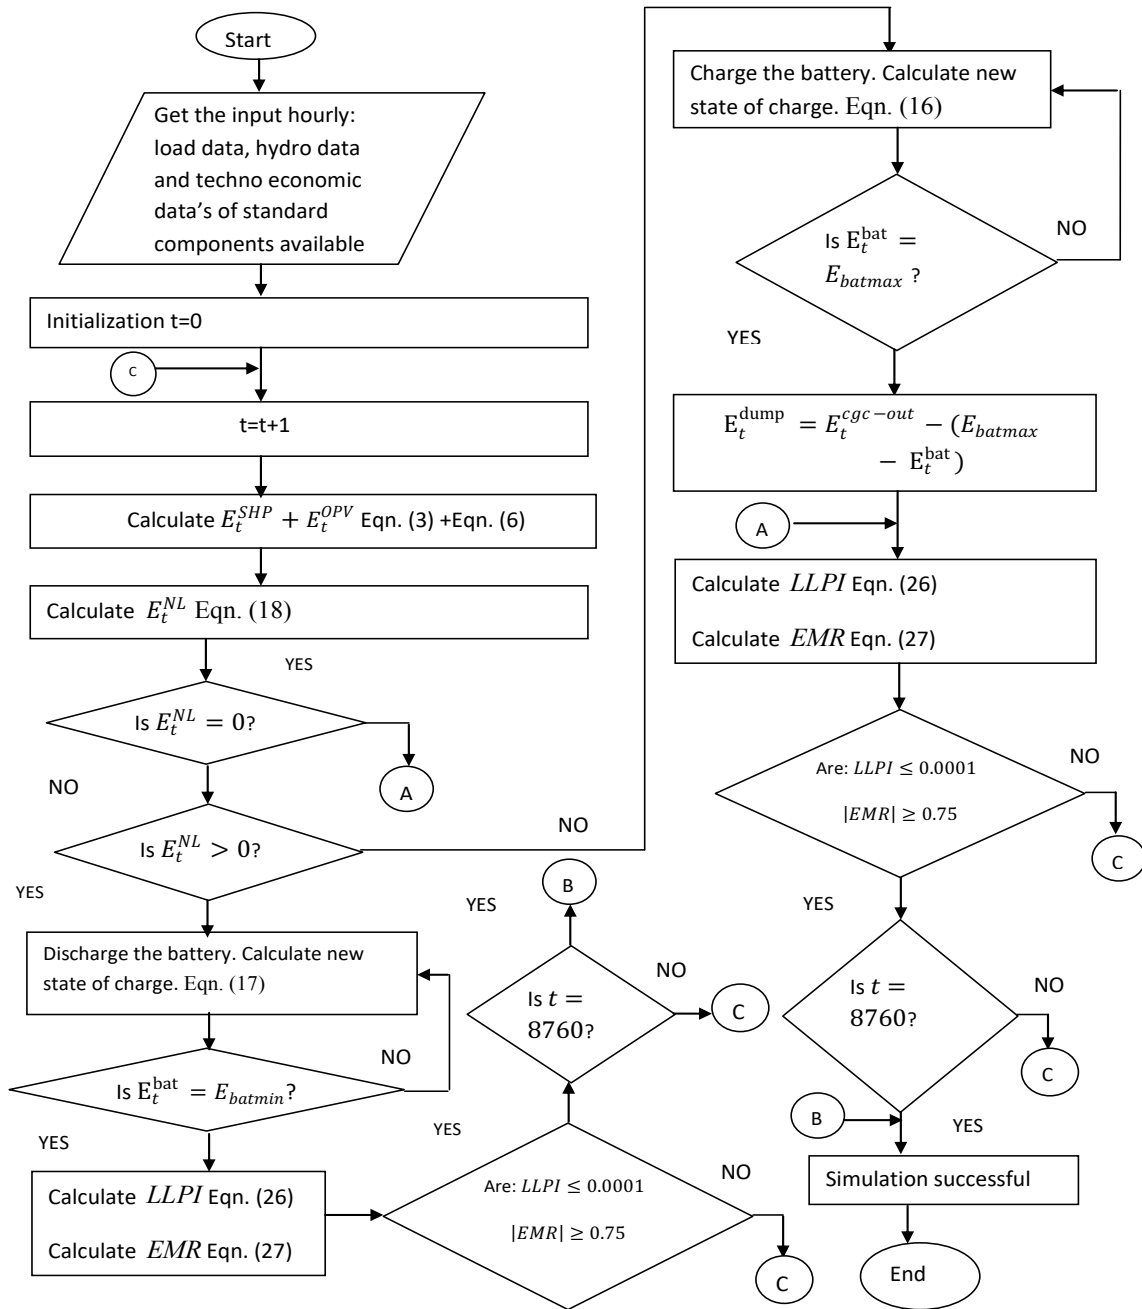 Start
Get the input hourly:
load data, hydro data
and techno economic
data's of standard
components available
Initialization t=0
C
t=t+1
Calculate $E_t^{SHP} + E_t^{OPV}$ Eqn. (3) +Eqn. (6)
Calculate $E_t^{NL}$ Eqn. (18)
YES
Is $E_t^{NL} = 0$?
NO
A
Is $E_t^{NL} > 0$?
NO
YES
Discharge the battery. Calculate new
state of charge. Eqn. (17)
NO
Is $E_t^{bat} = E_{batmin}$?
YES
Calculate LLPI Eqn. (26)
Calculate EMR Eqn. (27)
Are: $LLPI \leq 0.0001$
$|EMR| \geq 0.75$
YES
NO
C
Is $t =$
8760?
YES
NO
B
C
Charge the battery. Calculate new
state of charge. Eqn. (16)
Is $E_t^{bat} =$
$E_{batmax}$ ?
NO
YES
$E_t^{dump} = E_t^{cgc-out} - (E_{batmax}$
$- E_t^{bat})$
A
Calculate LLPI Eqn. (26)
Calculate EMR Eqn. (27)
Are: $LLPI \leq 0.0001$
$|EMR| \geq 0.75$
NO
C
YES
Is $t =$
8760?
NO
C
B
YES
Simulation successful
End